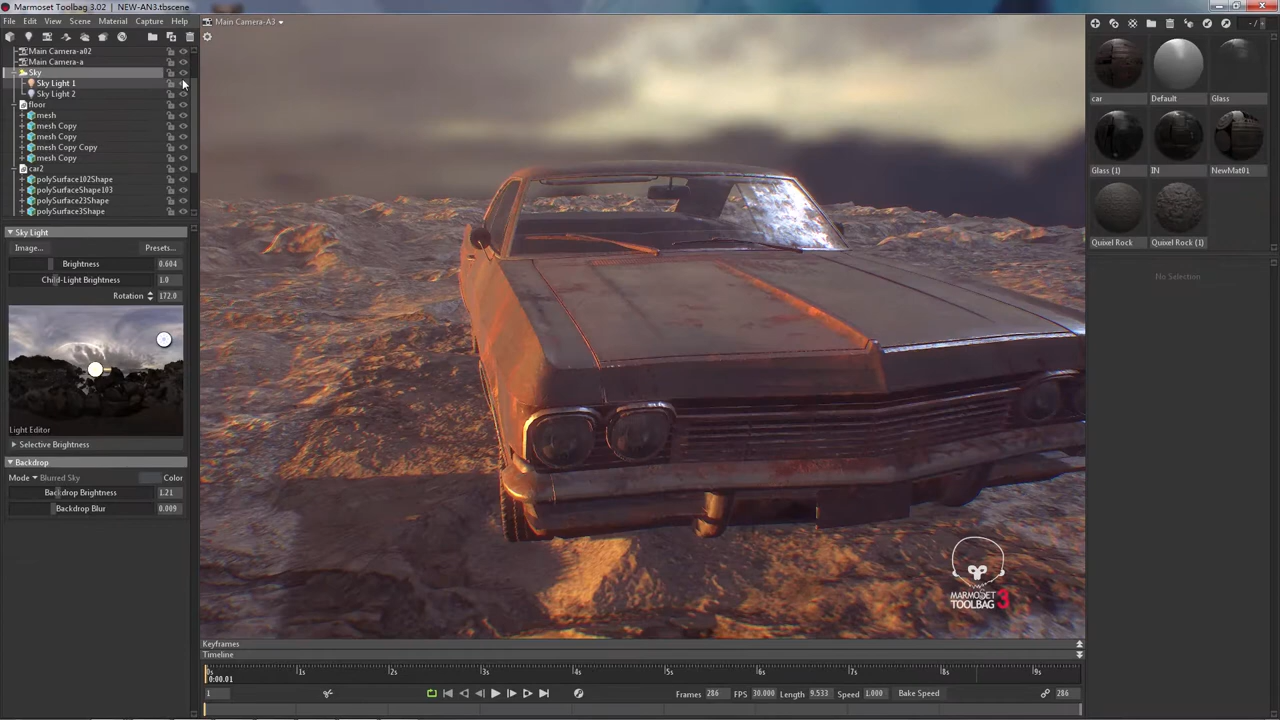 Marmoset Toolbag 3.02 | NEW-AN3.tbscene
File Edit View Scene Material Capture Help
Main Camera-A3
Main Camera-a02
Main Camera-a
Sky
Sky Light 1
Sky Light 2
floor
mesh
mesh Copy
mesh Copy
mesh Copy Copy
mesh Copy
car2
polySurface102Shape
polySurfaceShape103
polySurface23Shape
polySurface3Shape
Sky Light
Image... Presets...
Brightness 0.604
Child-Light Brightness 1.0
Rotation 172.0
Light Editor
Selective Brightness
Backdrop
Mode Blurred Sky Color
Backdrop Brightness 1.21
Backdrop Blur 0.009
car Default Glass
Glass (1) IN NewMat01
Quixel Rock Quixel Rock (1)
No Selection
MARMOSET
TOOLBAG 3
Keyframes
Timeline
0s 1s 2s 3s 4s 5s 6s 7s 8s 9s
0:00.01
1 Frames 286 FPS 30.000 Length 9.533 Speed 1.000 Bake Speed 286